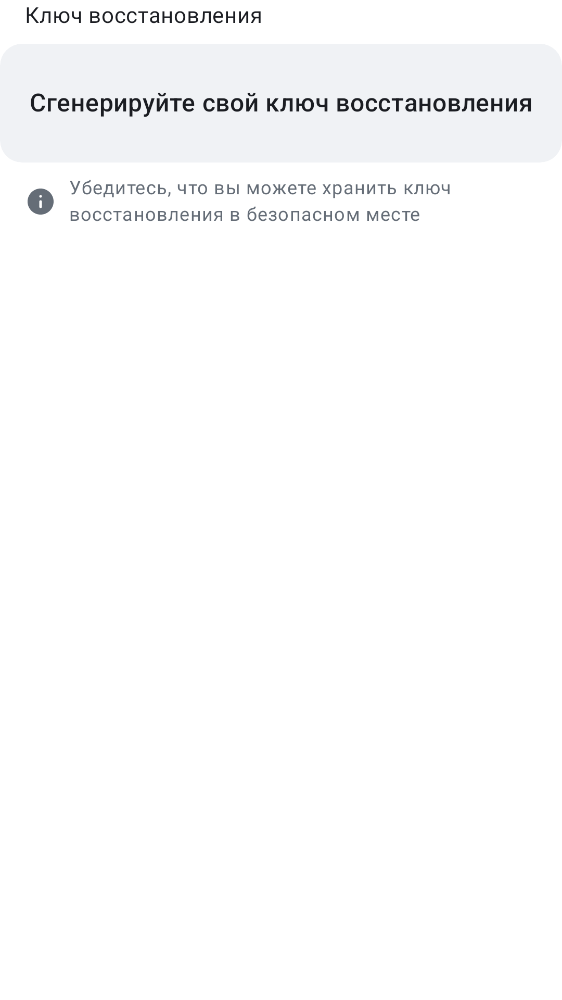 Ключ восстановления
Сгенерируйте свой ключ восстановления
Убедитесь, что вы можете хранить ключ
восстановления в безопасном месте